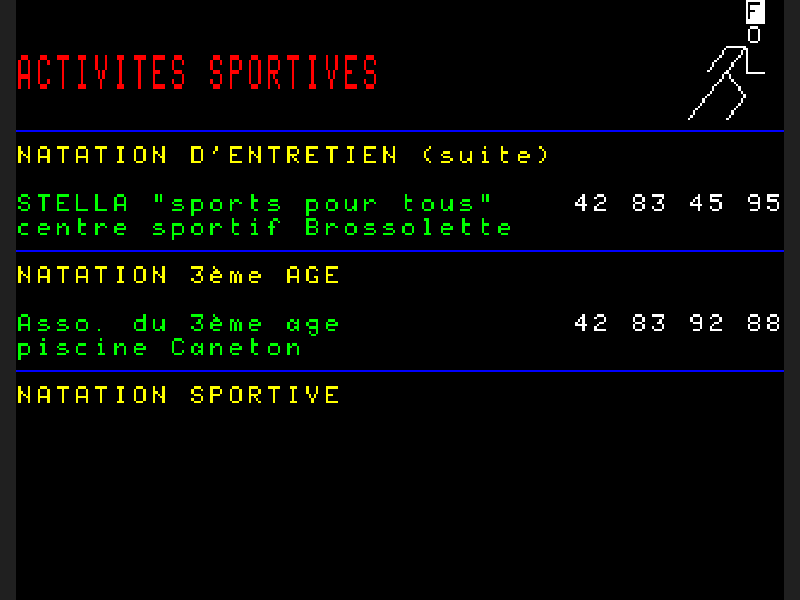 F
ACTIVITES SPORTIVES
NATATION D'ENTRETIEN (suite)
STELLA "sports pour tous" 42 83 45 95
centre sportif Brossolette
NATATION 3ème AGE
Asso. du 3ème age 42 83 92 88
piscine Caneton
NATATION SPORTIVE